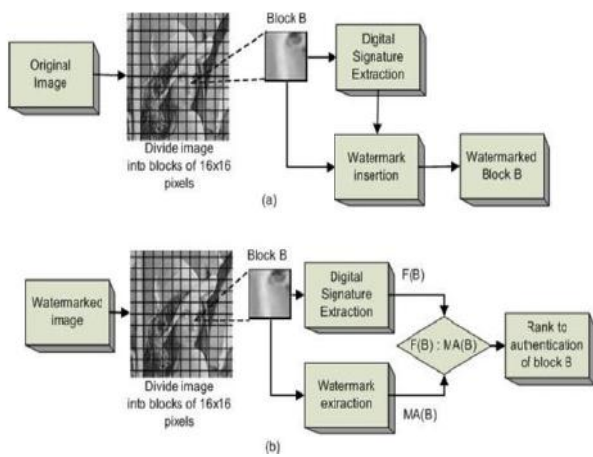 Block B
Original
Image
Digital
Signature
Extraction
Divide image
into blocks of 16x16
pixels
Watermark
insertion
Watermarked
Block B
(a)
Block B
Watermarked
image
Digital
Signature
Extraction
F(B)
F(B) : MA(B)
Rank to
authentication
of block B
Divide image
into blocks of 16x16
pixels
Watermark
extraction
MA(B)
(b)